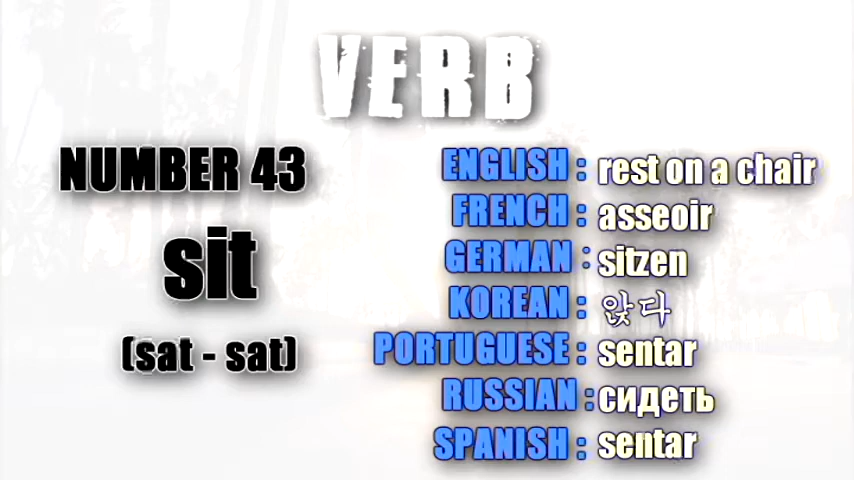 VERB
NUMBER 43
sit
(sat - sat)
ENGLISH : rest on a chair
FRENCH : asseoir
GERMAN : sitzen
KOREAN : 앉다
PORTUGUESE : sentar
RUSSIAN : сидеть
SPANISH : sentar